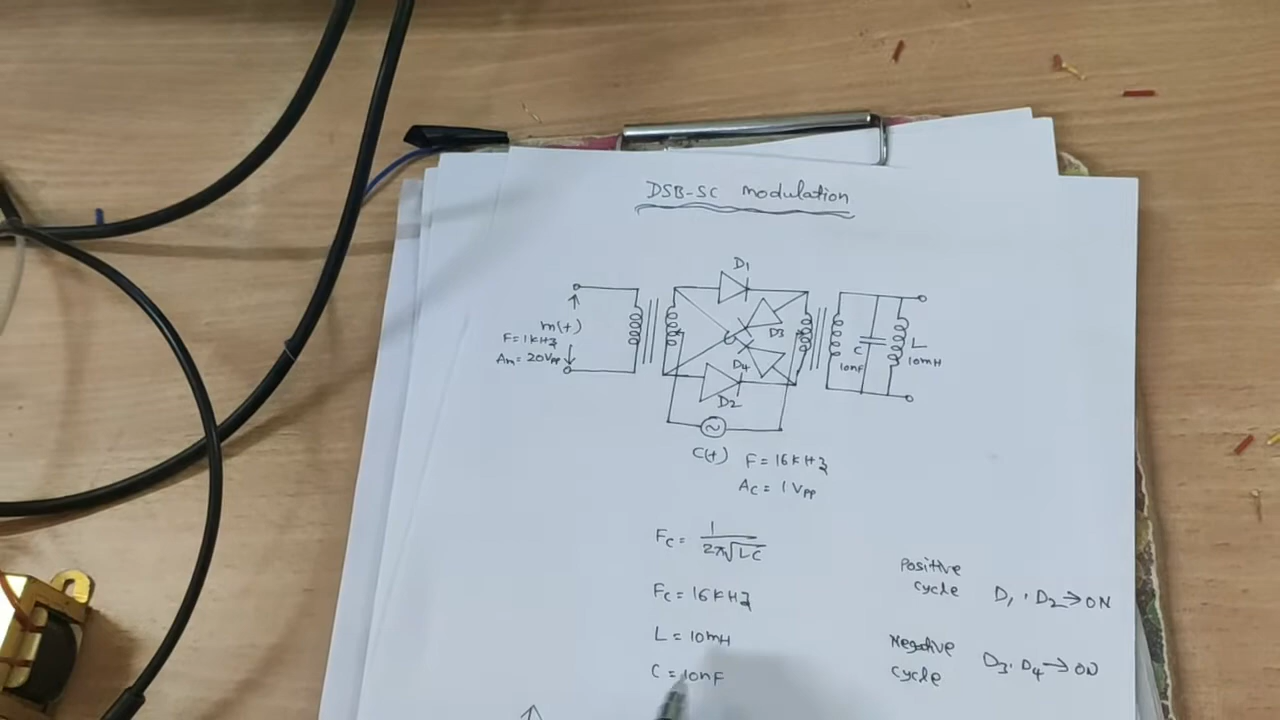 DSB-SC modulation
D1
m(t)
F=1KHz
Am=20Vpp
D3
D4
D2
C
10nF
L
10mH
C(t) F=16KHz
Ac=1Vpp
Fc= 1/2π√LC
Fc=16KHz
L=10mH
C=10nF
Positive
cycle D1, D2→ON
Negative
cycle D3, D4→ON